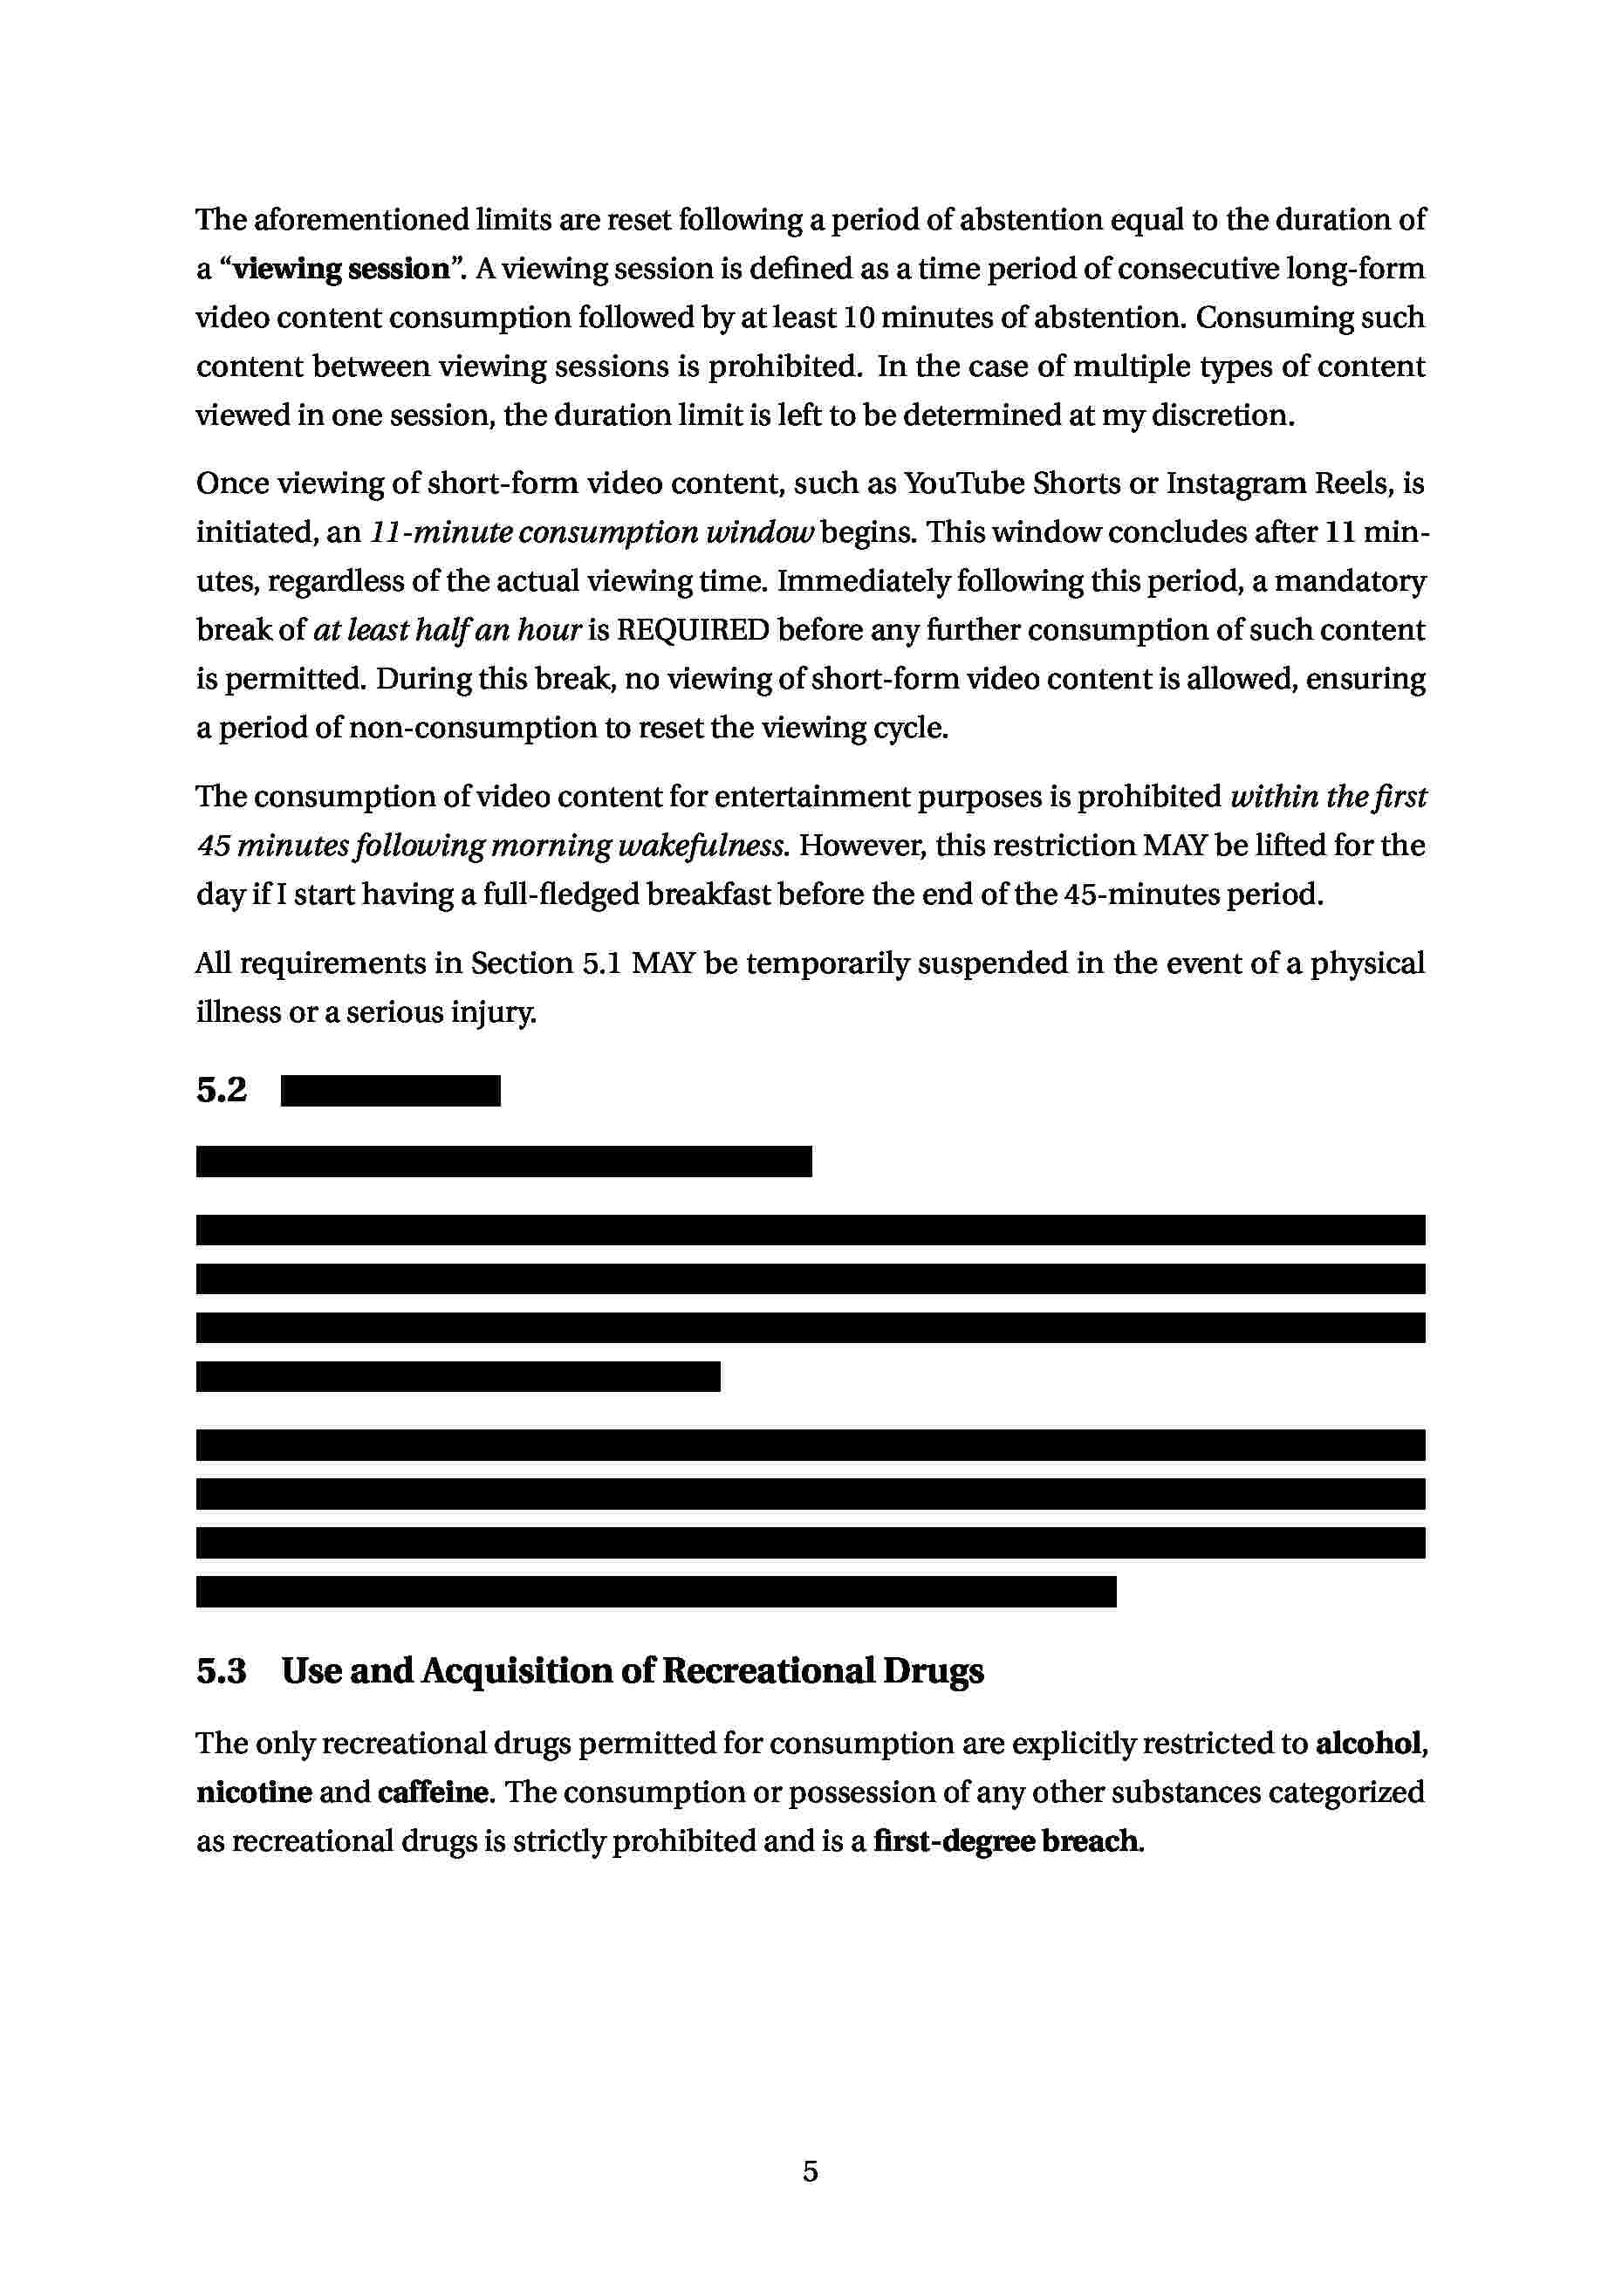 The aforementioned limits are reset following a period of abstention equal to the duration of
a “viewing session”. A viewing session is defined as a time period of consecutive long-form
video content consumption followed by at least 10 minutes of abstention. Consuming such
content between viewing sessions is prohibited. In the case of multiple types of content
viewed in one session, the duration limit is left to be determined at my discretion.
Once viewing of short-form video content, such as YouTube Shorts or Instagram Reels, is
initiated, an 11-minute consumption window begins. This window concludes after 11 min-
utes, regardless of the actual viewing time. Immediately following this period, a mandatory
break of at least half an hour is REQUIRED before any further consumption of such content
is permitted. During this break, no viewing of short-form video content is allowed, ensuring
a period of non-consumption to reset the viewing cycle.
The consumption of video content for entertainment purposes is prohibited within the first
45 minutes following morning wakefulness. However, this restriction MAY be lifted for the
day if I start having a full-fledged breakfast before the end of the 45-minutes period.
All requirements in Section 5.1 MAY be temporarily suspended in the event of a physical
illness or a serious injury.
5.2
5.3 Use and Acquisition of Recreational Drugs
The only recreational drugs permitted for consumption are explicitly restricted to alcohol,
nicotine and caffeine. The consumption or possession of any other substances categorized
as recreational drugs is strictly prohibited and is a first-degree breach.
5